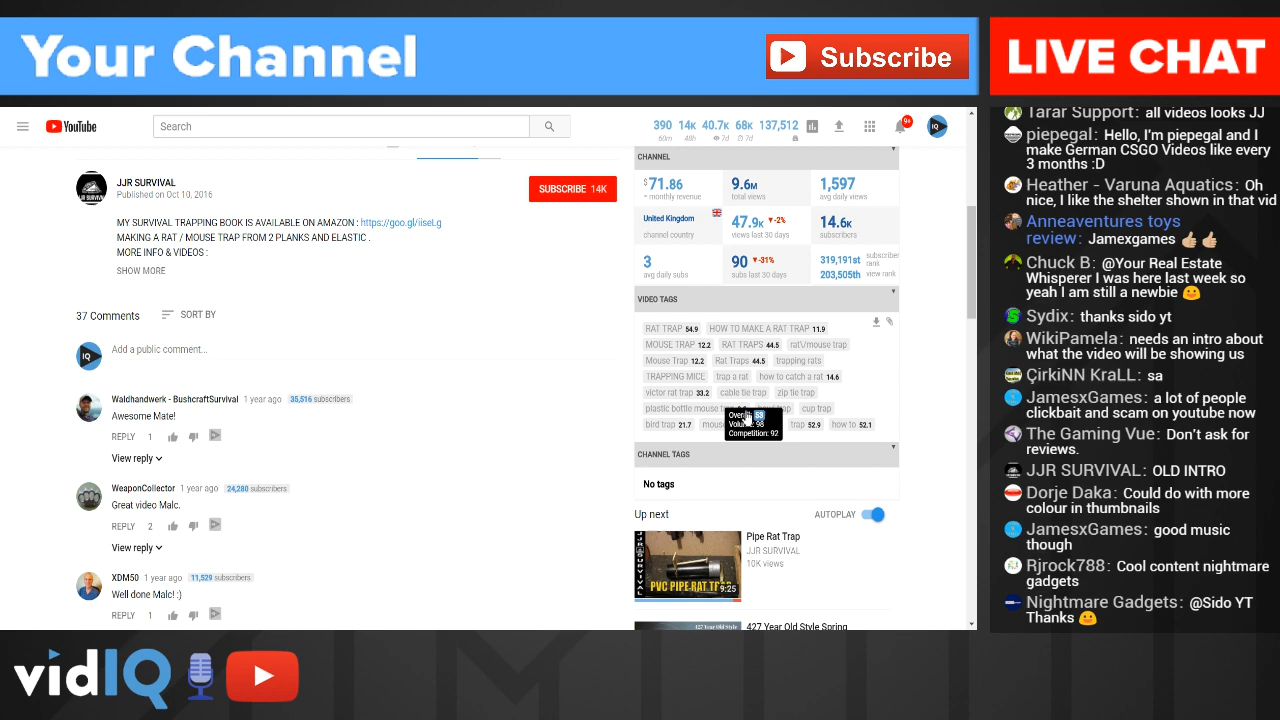 Your Channel
Subscribe
LIVE CHAT
YouTube
Search
390 14K 40.7K 68K 137,512
60m 48h 7d 7d
9+
IQ
JJR SURVIVAL
Published on Oct 10, 2016
SUBSCRIBE 14K
MY SURVIVAL TRAPPING BOOK IS AVAILABLE ON AMAZON : https://goo.gl/iiseLg
MAKING A RAT / MOUSE TRAP FROM 2 PLANKS AND ELASTIC .
MORE INFO & VIDEOS :
SHOW MORE
37 Comments
SORT BY
IQ
Add a public comment...
Waldhandwerk - BushcraftSurvival 1 year ago 35,516 subscribers
Awesome Mate!
REPLY 1
View reply
WeaponCollector 1 year ago 24,280 subscribers
Great video Malc.
REPLY 2
View reply
XDM50 1 year ago 11,529 subscribers
Well done Malc! :)
REPLY 1
CHANNEL
$71.86 9.6M 1,597
monthly revenue total views avg daily views
United Kingdom 47.9K -2% 14.6K
channel country views last 30 days subscribers
3 90 -31% 319,191st subscriber rank
avg daily subs subs last 30 days 203,505th view rank
VIDEO TAGS
RAT TRAP 54.9 HOW TO MAKE A RAT TRAP 11.9
MOUSE TRAP 12.2 RAT TRAPS 44.5 rat\/mouse trap
Mouse Trap 12.2 Rat Traps 44.5 trapping rats
TRAPPING MICE trap a rat how to catch a rat 14.6
victor rat trap 33.2 cable tie trap zip tie trap
plastic bottle mouse trap cup trap
bird trap 21.7 trap 52.9 how to 52.1
Competition: 92
CHANNEL TAGS
No tags
Up next
AUTOPLAY
JJR SURVIVAL
PVC PIPE RAT TRAP
9:25
Pipe Rat Trap
JJR SURVIVAL
10K views
427 Year Old Style Spring
Tarar Support: all videos looks JJ
piepegal: Hello, I'm piepegal and I
make German CSGO Videos like every
3 months :D
Heather - Varuna Aquatics: Oh
nice, I like the shelter shown in that vid
Anneaventures toys
review: Jamexgames
Chuck B: @Your Real Estate
Whisperer I was here last week so
yeah I am still a newbie
Sydix: thanks sido yt
WikiPamela: needs an intro about
what the video will be showing us
ÇirkiNN KraLL: sa
JamesxGames: a lot of people
clickbait and scam on youtube now
The Gaming Vue: Don't ask for
reviews.
JJR SURVIVAL: OLD INTRO
Dorje Daka: Could do with more
colour in thumbnails
JamesxGames: good music
though
Rjrock788: Cool content nightmare
gadgets
Nightmare Gadgets: @Sido YT
Thanks
vidIQ